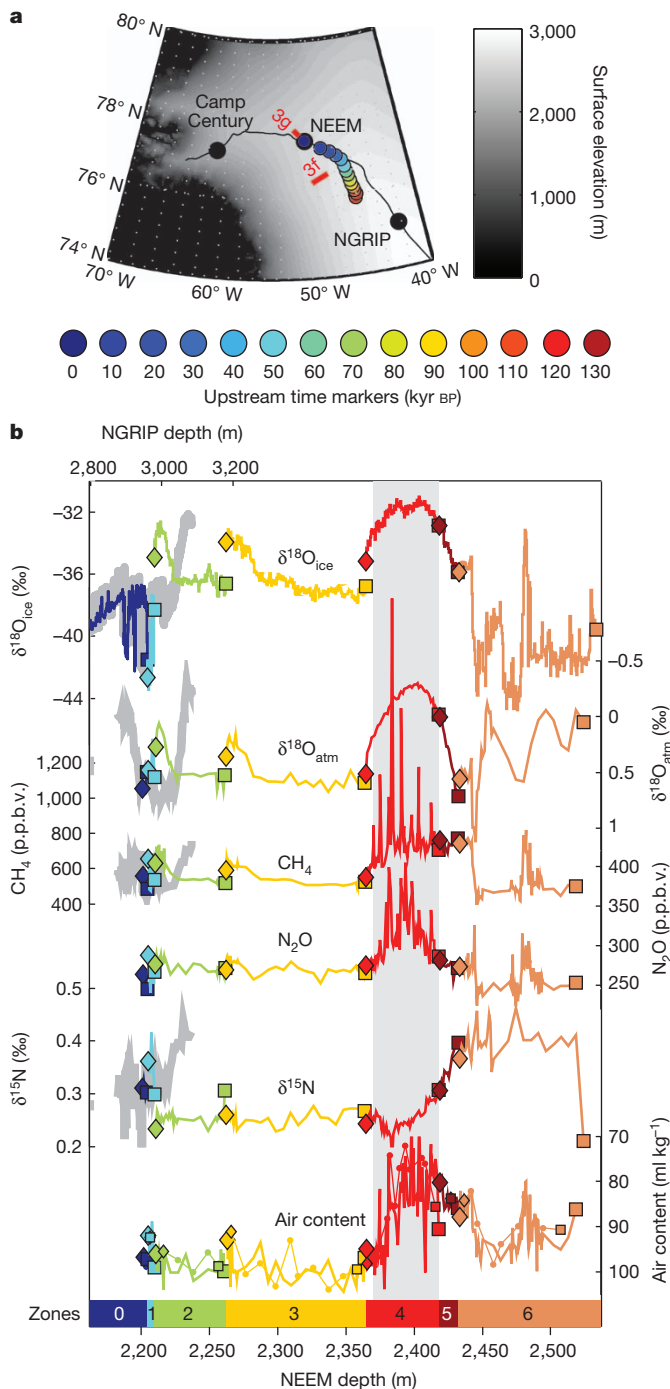 a
80° N
78° N
76° N
74° N
70° W
60° W
50° W
40° W
Camp
Century
3g
NEEM
3f
NGRIP
3,000
2,000
1,000
0
Surface elevation (m)
0 10 20 30 40 50 60 70 80 90 100 110 120 130
Upstream time markers (kyr BP)
b
NGRIP depth (m)
2,800 3,000 3,200
−32
−36
−40
−44
δ18Oice (‰)
δ18Oice
−0.5
0
0.5
1
δ18Oatm (‰)
δ18Oatm
1,200
1,000
800
600
400
CH4 (p.p.b.v.)
CH4
400
350
300
250
N2O (p.p.b.v.)
N2O
0.5
0.4
0.3
0.2
δ15N (‰)
δ15N
70
80
90
100
Air content (ml kg−1)
Air content
Zones 0 1 2 3 4 5 6
2,200 2,250 2,300 2,350 2,400 2,450 2,500
NEEM depth (m)